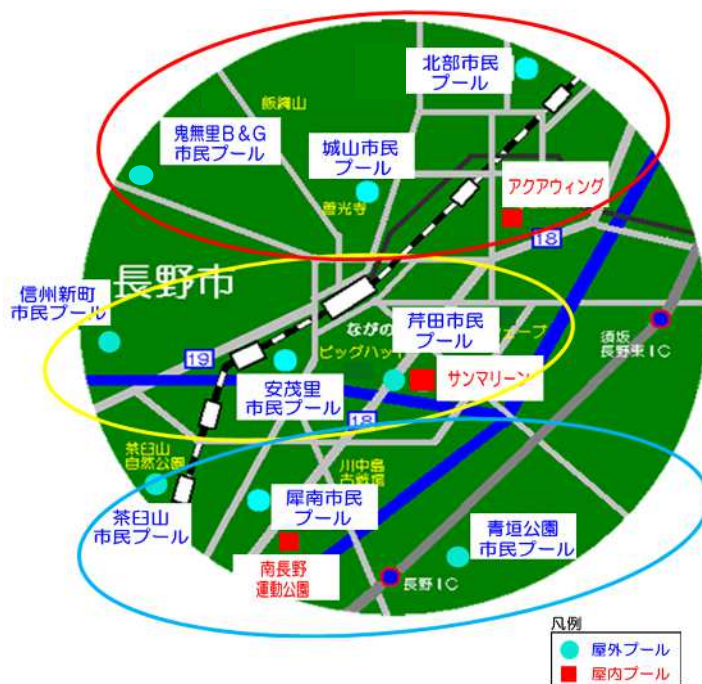 北部市民
プール
飯綱山
鬼無里B&G
市民プール
城山市民
プール
アクアウィング
善光寺
18
信州新町
市民プール
長野市
ながの
芹田市民
プール
ビッグハット
須坂
長野東IC
19
安茂里
市民プール
サンマリーン
18
茶臼山
自然公園
川中島
古戦場
茶臼山
市民プール
犀南市民
プール
青垣公園
市民プール
南長野
運動公園
長野IC
凡例
屋外プール
屋内プール